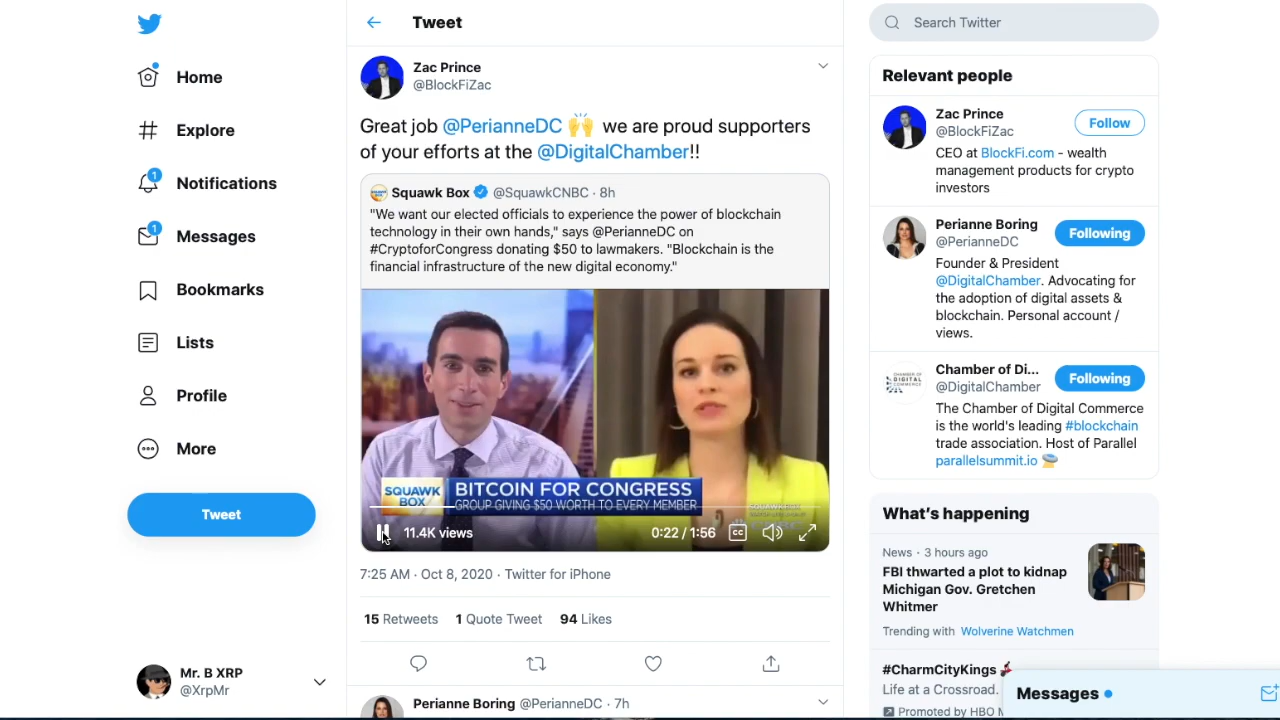 Home
Explore
1
Notifications
1
Messages
Bookmarks
Lists
Profile
More
Tweet
Mr. B XRP
@XrpMr
Tweet
Zac Prince
@BlockFiZac
Great job @PerianneDC 🙌 we are proud supporters
of your efforts at the @DigitalChamber!!
Squawk Box @SquawkCNBC · 8h
"We want our elected officials to experience the power of blockchain
technology in their own hands," says @PerianneDC on
#CryptoforCongress donating $50 to lawmakers. "Blockchain is the
financial infrastructure of the new digital economy."
SQUAWK
BOX
BITCOIN FOR CONGRESS
GROUP GIVING $50 WORTH TO EVERY MEMBER
11.4K views
0:22 / 1:56
CC
7:25 AM · Oct 8, 2020 · Twitter for iPhone
15 Retweets 1 Quote Tweet 94 Likes
Perianne Boring @PerianneDC · 7h
Search Twitter
Relevant people
Zac Prince
@BlockFiZac
Follow
CEO at BlockFi.com - wealth
management products for crypto
investors
Perianne Boring
@PerianneDC
Following
Founder & President
@DigitalChamber. Advocating for
the adoption of digital assets &
blockchain. Personal account /
views.
Chamber of Di...
@DigitalChamber
Following
The Chamber of Digital Commerce
is the world's leading #blockchain
trade association. Host of Parallel
parallelsummit.io
What's happening
News · 3 hours ago
FBI thwarted a plot to kidnap
Michigan Gov. Gretchen
Whitmer
Trending with Wolverine Watchmen
#CharmCityKings
Life at a Crossroad.
Promoted by HBO
Messages